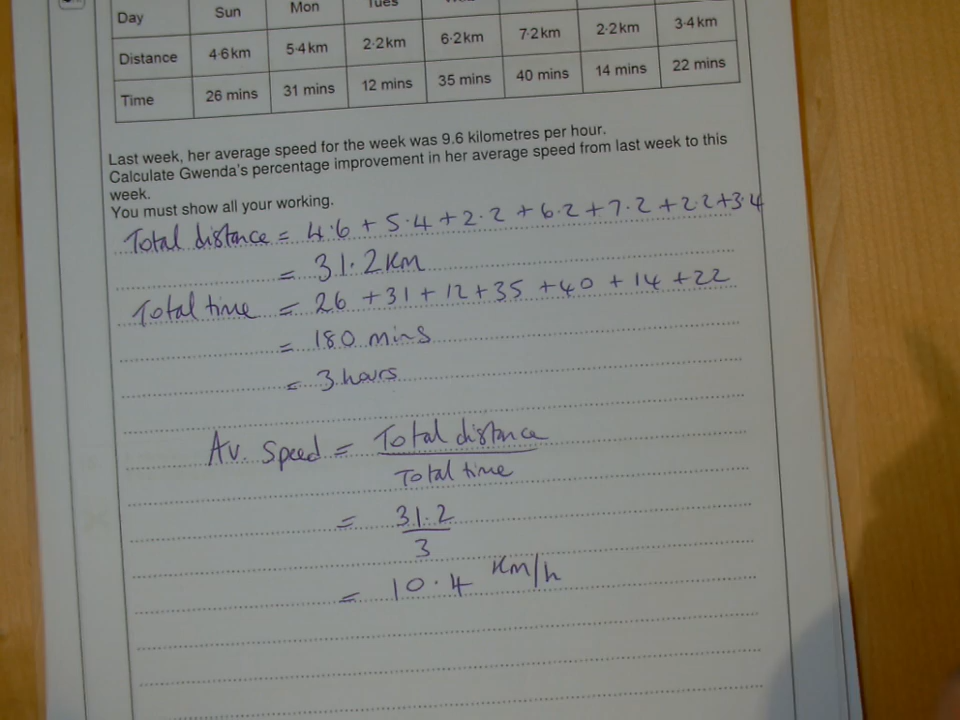 Day Sun Mon Tues 3·4 km
Distance 4·6 km 5·4 km 2·2 km 6·2 km 7·2 km 2·2 km
Time 26 mins 31 mins 12 mins 35 mins 40 mins 14 mins 22 mins
Last week, her average speed for the week was 9.6 kilometres per hour.
Calculate Gwenda's percentage improvement in her average speed from last week to this
week.
You must show all your working.
Total distance = 4.6 + 5.4 + 2.2 + 6.2 + 7.2 + 2.2 + 3.4
= 31.2 Km
Total time = 26 + 31 + 12 + 35 + 40 + 14 + 22
= 180 mins
= 3 hours
Av. Speed = Total distance
Total time
= 31.2
3
= 10.4 Km/h